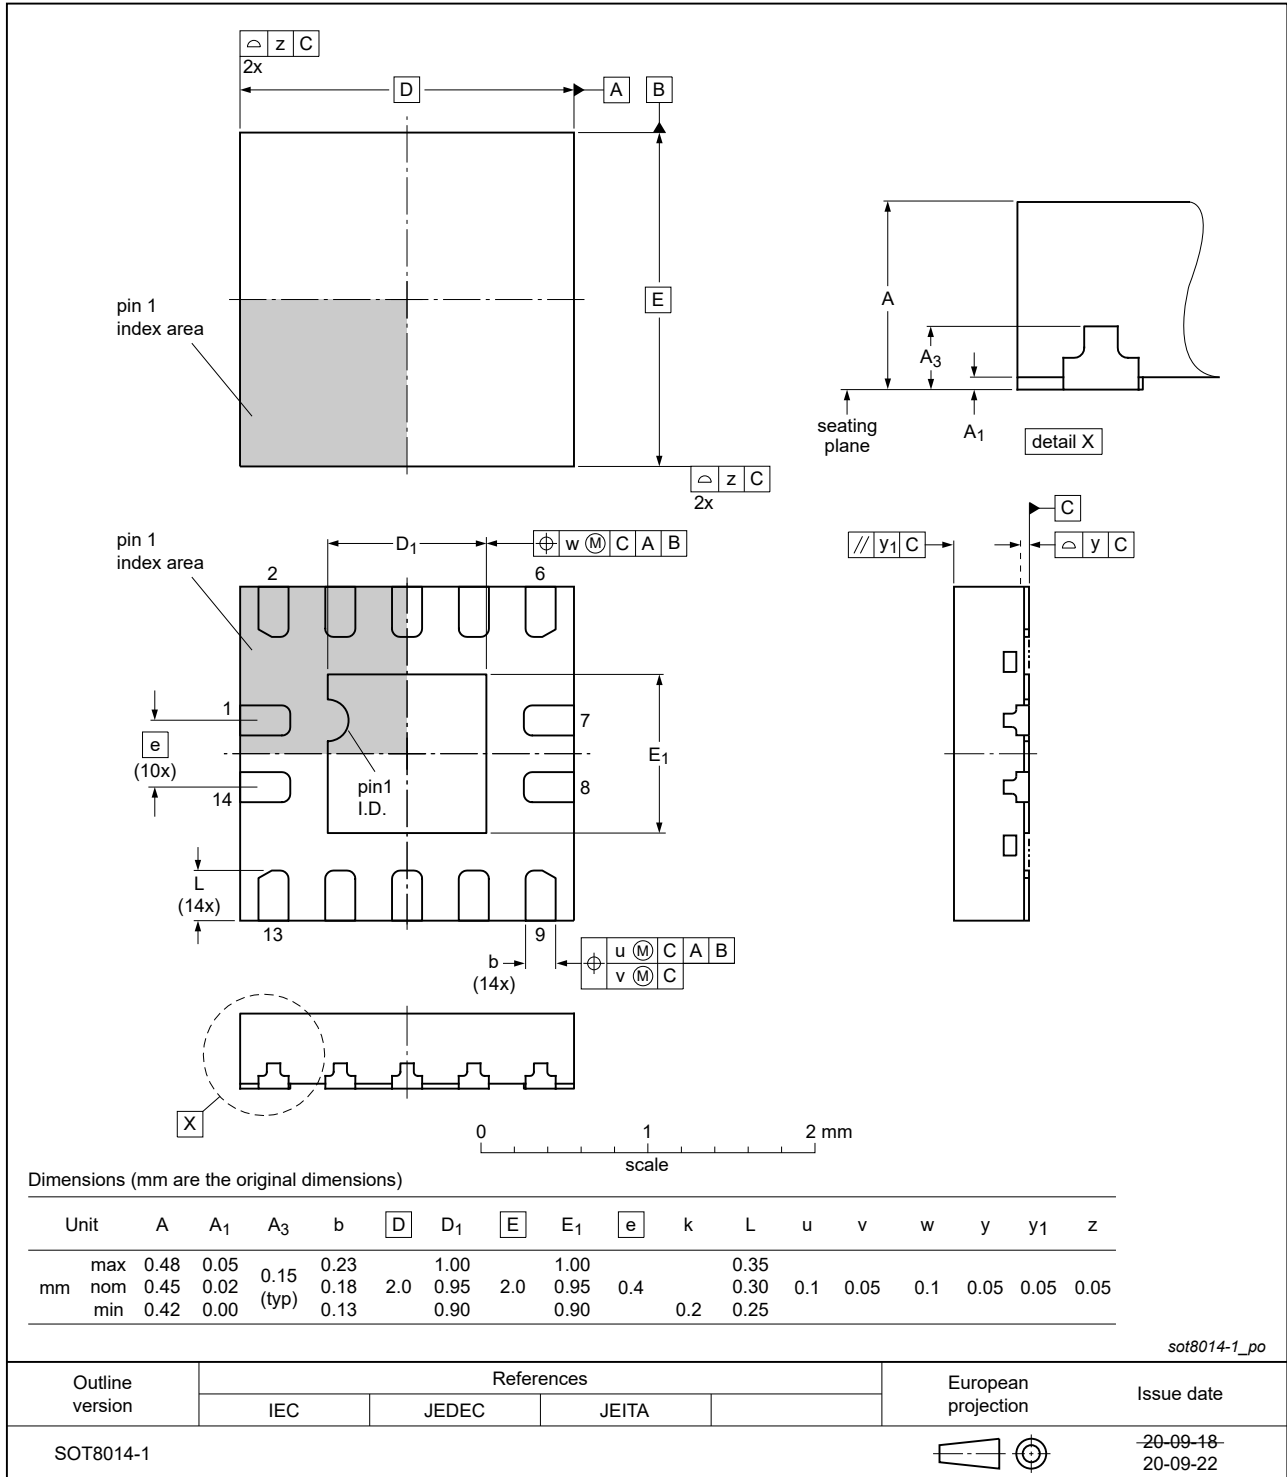 ⌓ z C
2x
D
A
B
pin 1
index area
E
⌓ z C
2x
A
A3
A1
seating
plane
detail X
pin 1
index area
2
D1
⌖ w Ⓜ C A B
6
1
7
e
(10x)
pin1
I.D.
E1
14
8
L
(14x)
13
9
b
(14x)
⌖ u Ⓜ C A B
v Ⓜ C
// y1 C
C
⌓ y C
X
0 1 2 mm
scale
Dimensions (mm are the original dimensions)
Unit A A1 A3 b D D1 E E1 e k L u v w y y1 z
mm
max 0.48 0.05 0.23 1.00 1.00 0.35
nom 0.45 0.02 0.15 (typ) 0.18 2.0 0.95 2.0 0.95 0.4 0.30 0.1 0.05 0.1 0.05 0.05 0.05
min 0.42 0.00 0.13 0.90 0.90 0.2 0.25
sot8014-1_po
Outline
version
References
IEC JEDEC JEITA
European
projection
Issue date
SOT8014-1
20-09-18
20-09-22